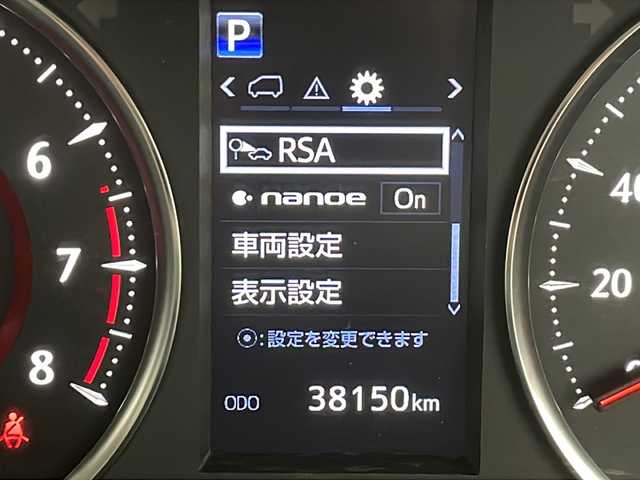 P
RSA
nanoe On
車両設定
表示設定
⦿:設定を変更できます
ODO 38150km
6
7
8
40
20